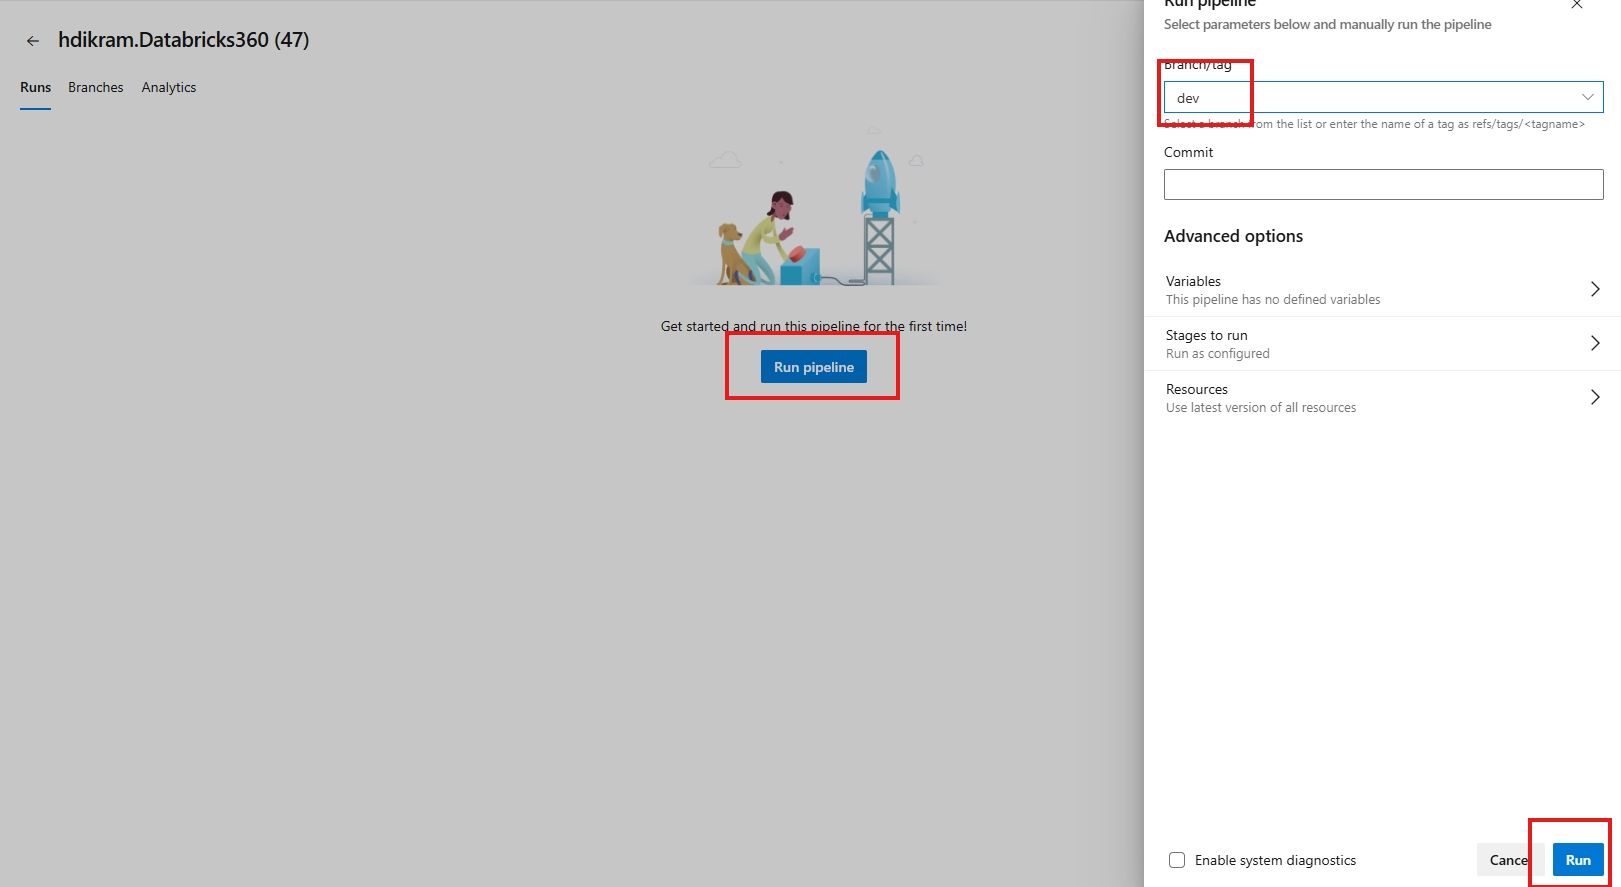 hdikram.Databricks360 (47)
Runs Branches Analytics
Get started and run this pipeline for the first time!
Run pipeline
Run pipeline
Select parameters below and manually run the pipeline
Branch/tag
dev
Select a branch from the list or enter the name of a tag as refs/tags/<tagname>
Commit
Advanced options
Variables
This pipeline has no defined variables
Stages to run
Run as configured
Resources
Use latest version of all resources
Enable system diagnostics
Cance
Run